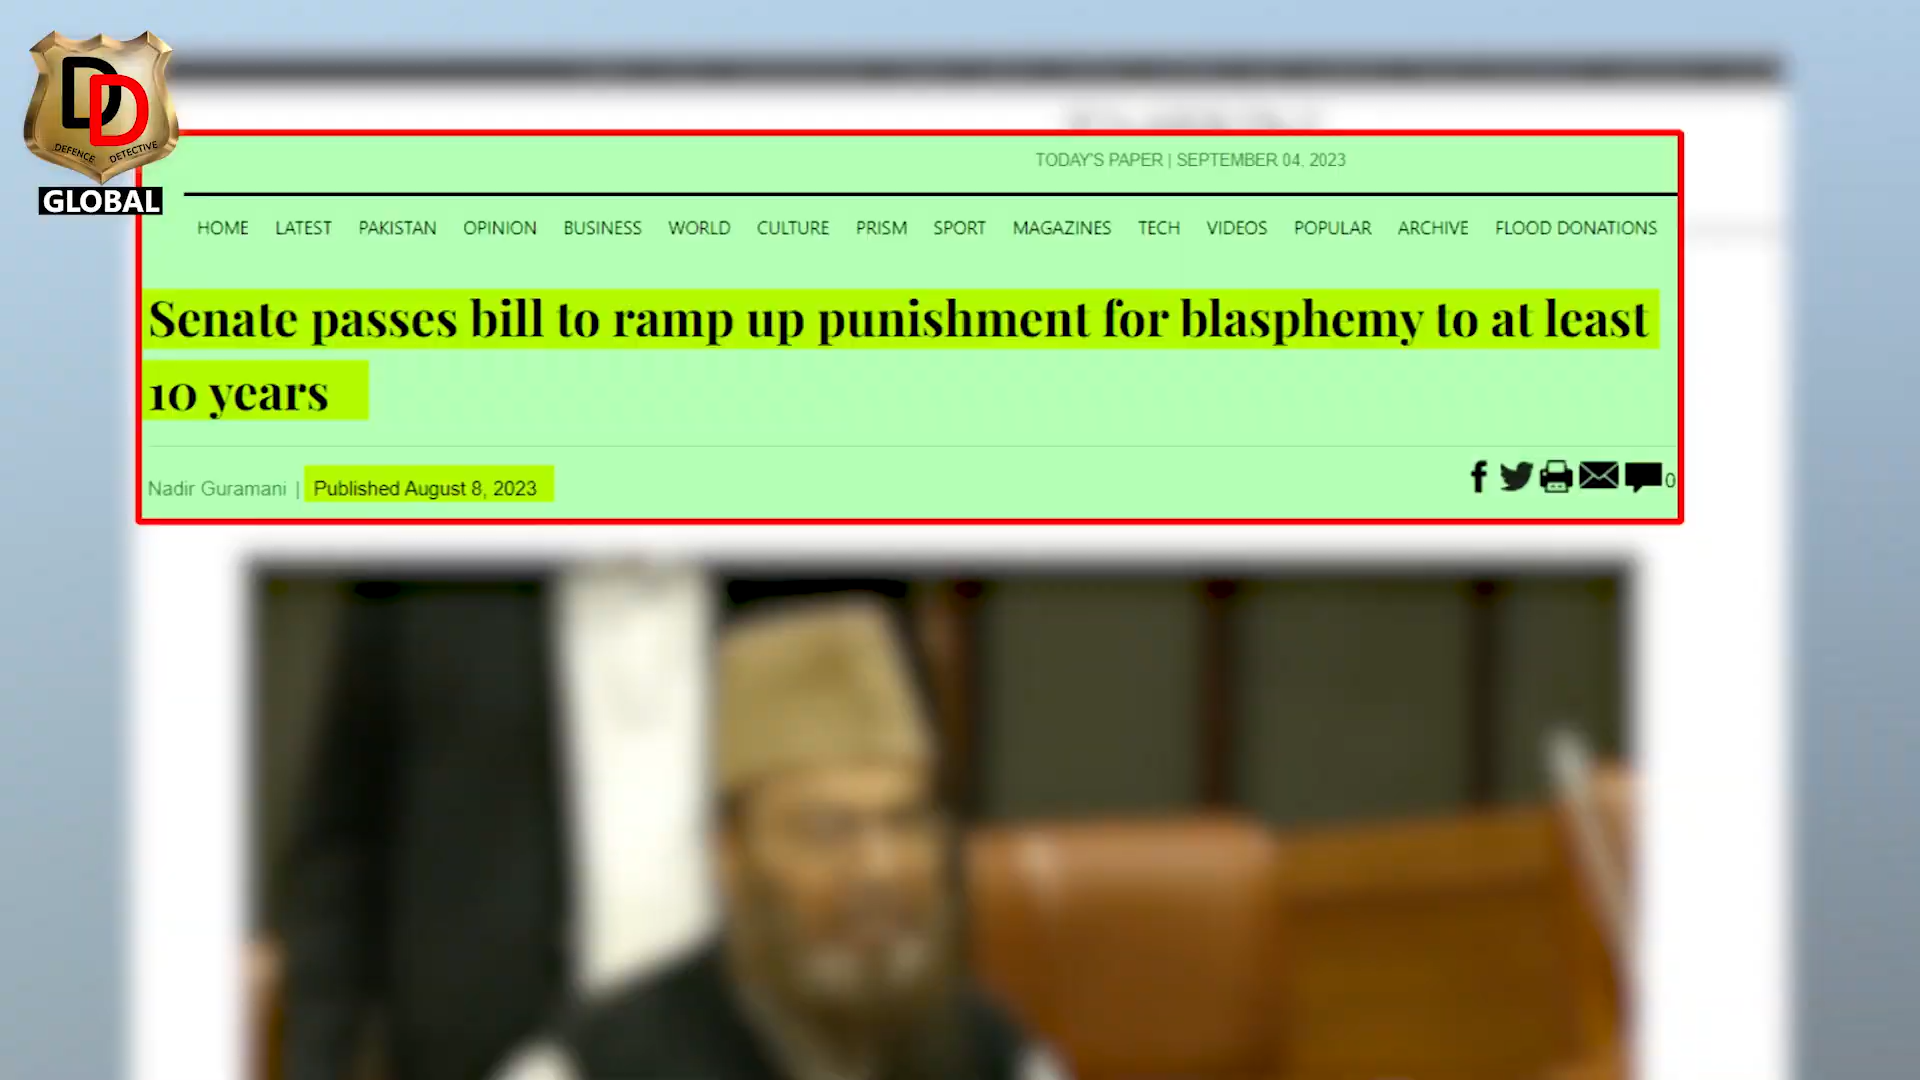 DD
DEFENCE DETECTIVE
GLOBAL
TODAY'S PAPER | SEPTEMBER 04, 2023
HOME LATEST PAKISTAN OPINION BUSINESS WORLD CULTURE PRISM SPORT MAGAZINES TECH VIDEOS POPULAR ARCHIVE FLOOD DONATIONS
Senate passes bill to ramp up punishment for blasphemy to at least
10 years
Nadir Guramani | Published August 8, 2023
0